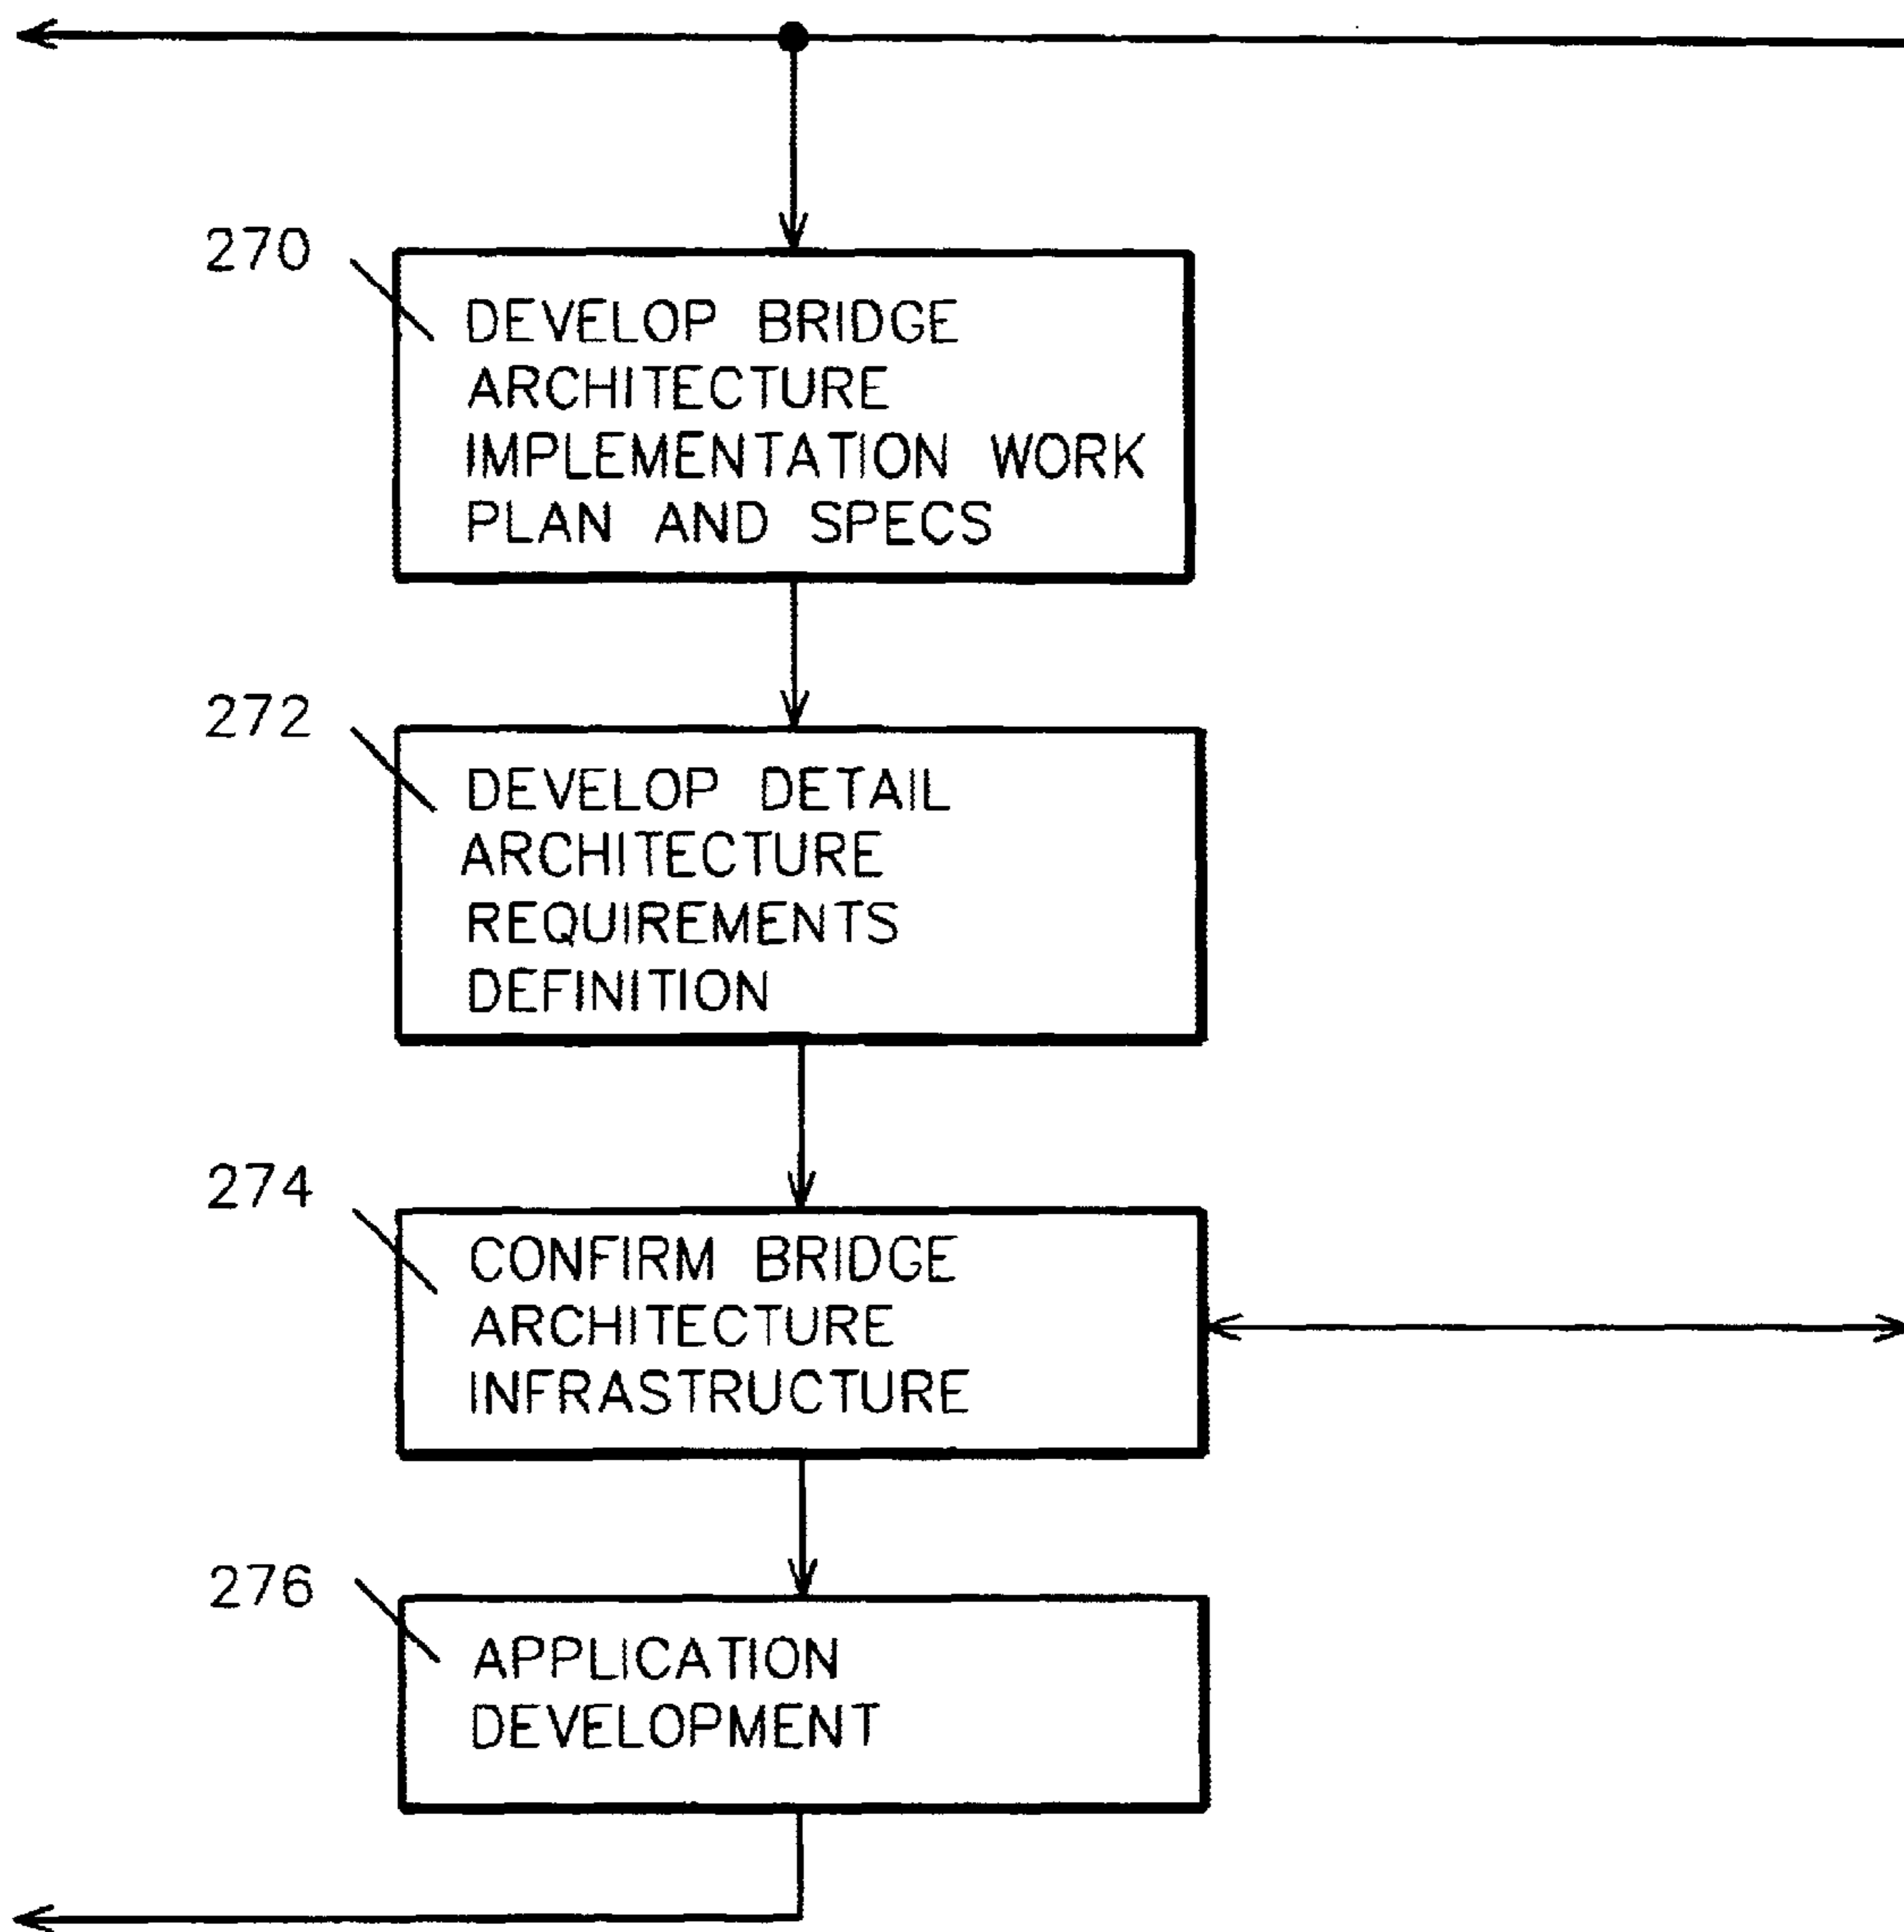 270
DEVELOP BRIDGE
ARCHITECTURE
IMPLEMENTATION WORK
PLAN AND SPECS
272
DEVELOP DETAIL
ARCHITECTURE
REQUIREMENTS
DEFINITION
274
CONFIRM BRIDGE
ARCHITECTURE
INFRASTRUCTURE
276
APPLICATION
DEVELOPMENT